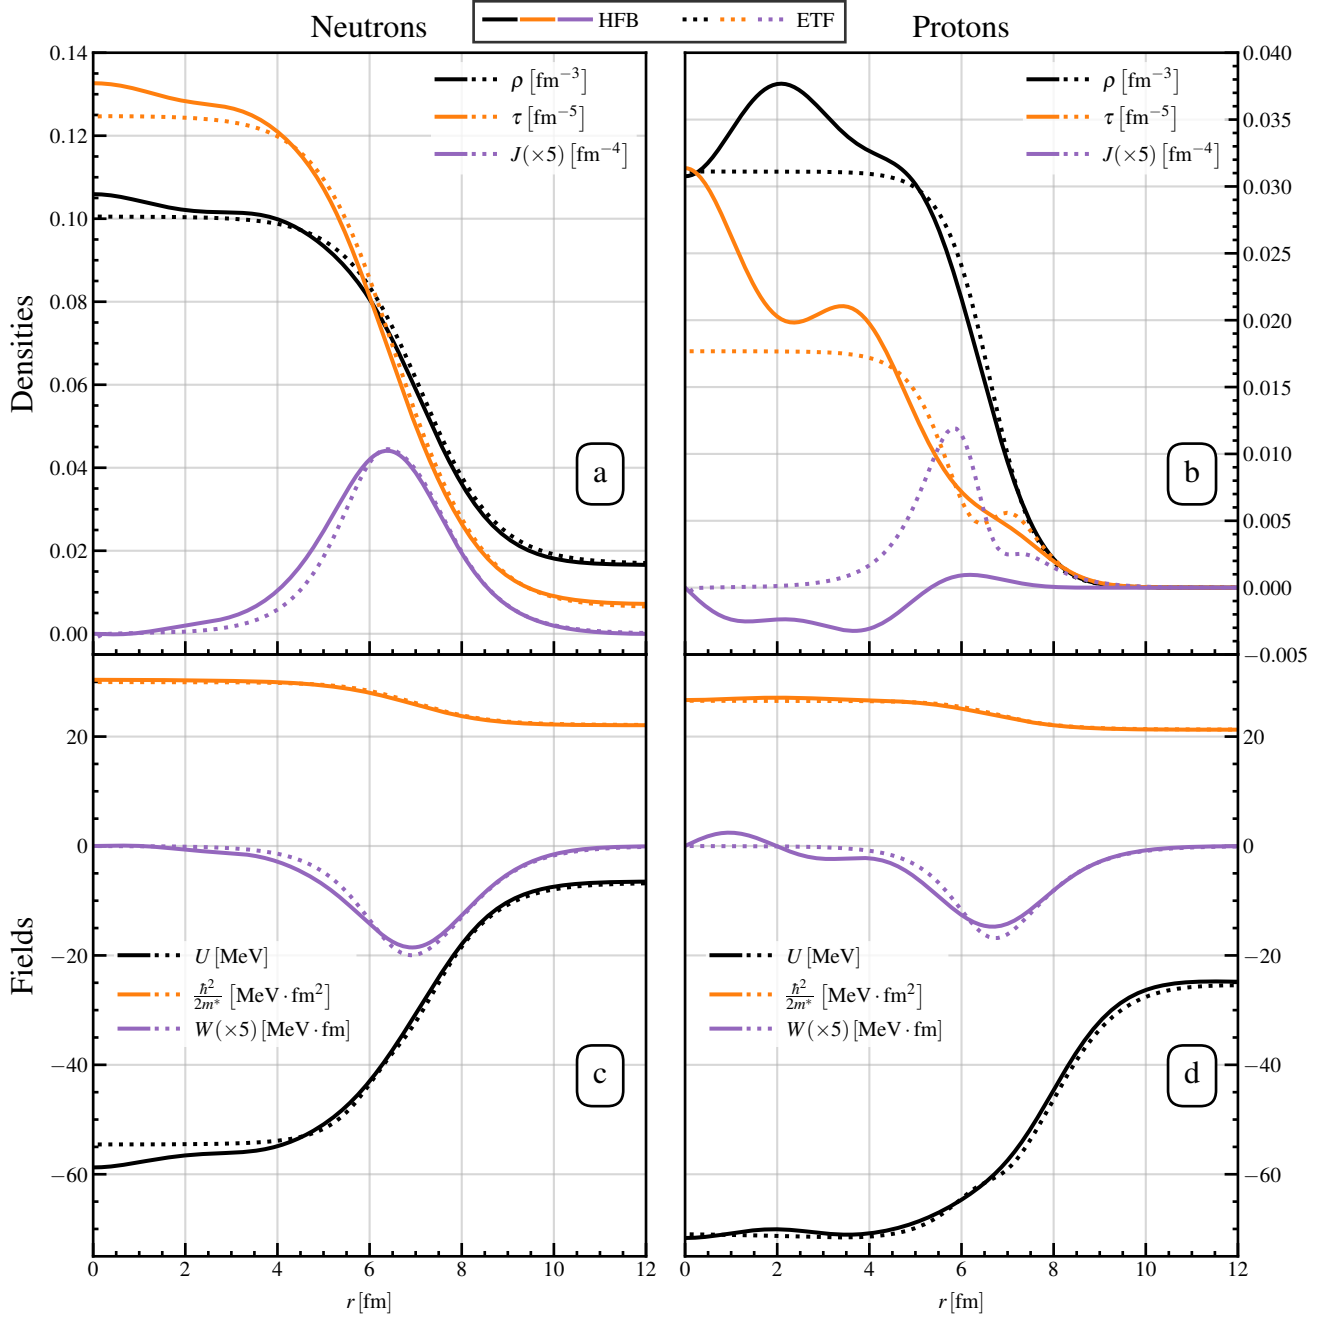 Neutrons
HFB
ETF
Protons
0.14
0.12
0.10
0.08
0.06
0.04
0.02
0.00
Densities
ρ [fm⁻³]
τ [fm⁻⁵]
J(×5) [fm⁻⁴]
a
ρ [fm⁻³]
τ [fm⁻⁵]
J(×5) [fm⁻⁴]
b
0.040
0.035
0.030
0.025
0.020
0.015
0.010
0.005
0.000
−0.005
20
0
−20
−40
−60
Fields
U [MeV]
ħ²/2m* [MeV · fm²]
W(×5) [MeV · fm]
c
U [MeV]
ħ²/2m* [MeV · fm²]
W(×5) [MeV · fm]
d
20
0
−20
−40
−60
0 2 4 6 8 10 12
0 2 4 6 8 10 12
r [fm]
r [fm]